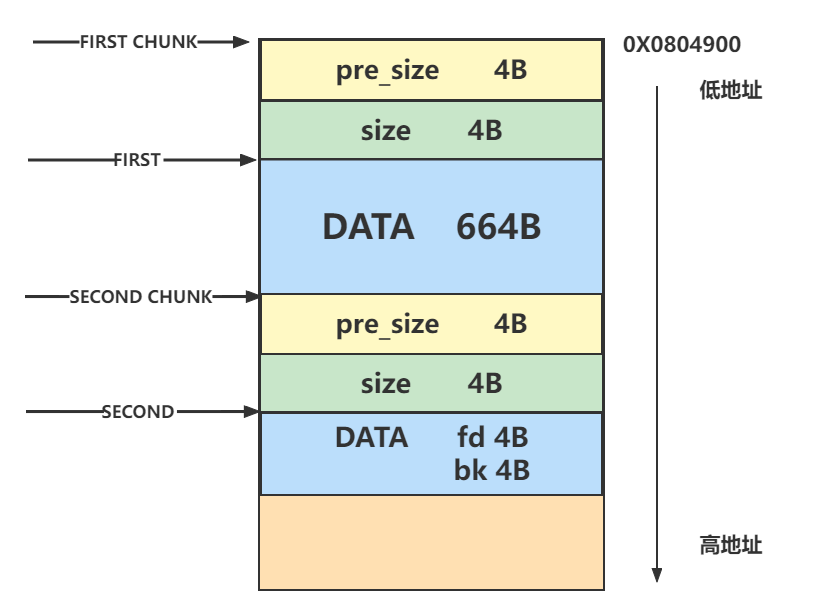 FIRST CHUNK
pre_size 4B
0X0804900
低地址
size 4B
FIRST
DATA 664B
SECOND CHUNK
pre_size 4B
size 4B
SECOND
DATA fd 4B
bk 4B
高地址